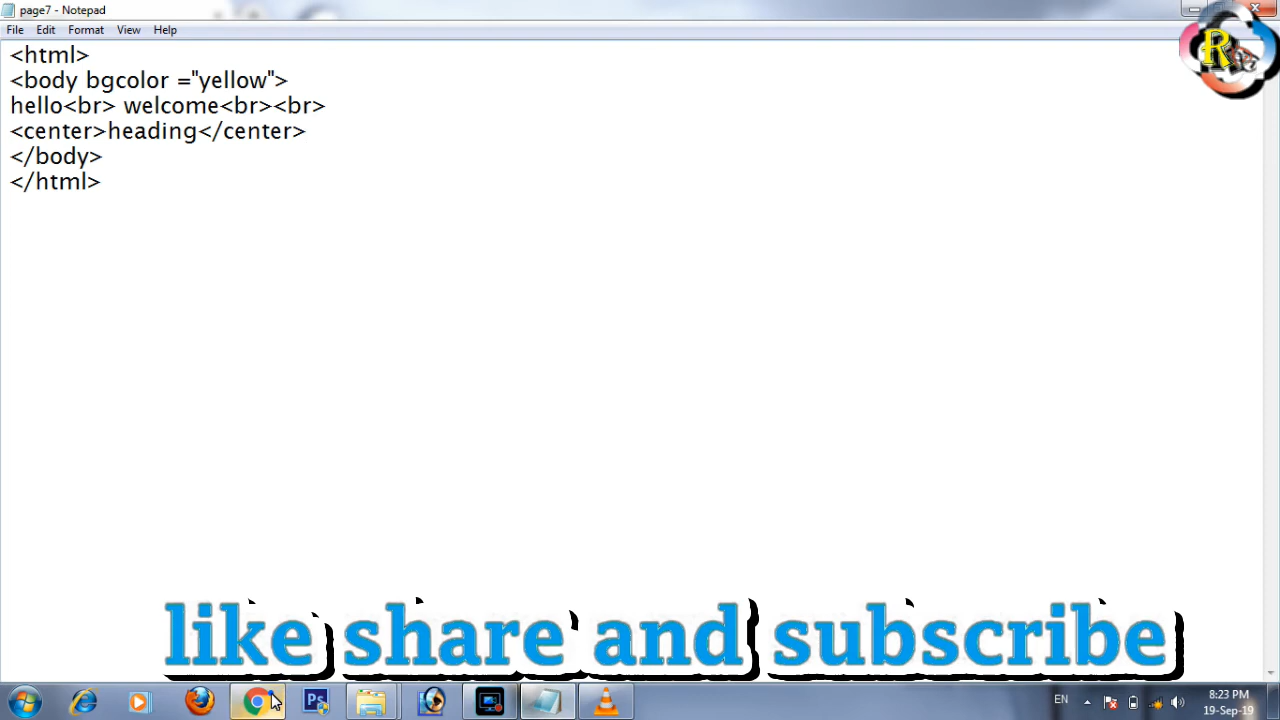 page7 - Notepad
File Edit Format View Help
<html>
<body bgcolor ="yellow">
hello<br> welcome<br><br>
<center>heading</center>
</body>
</html>
R
like share and subscribe
Ps
EN
8:23 PM
19-Sep-19